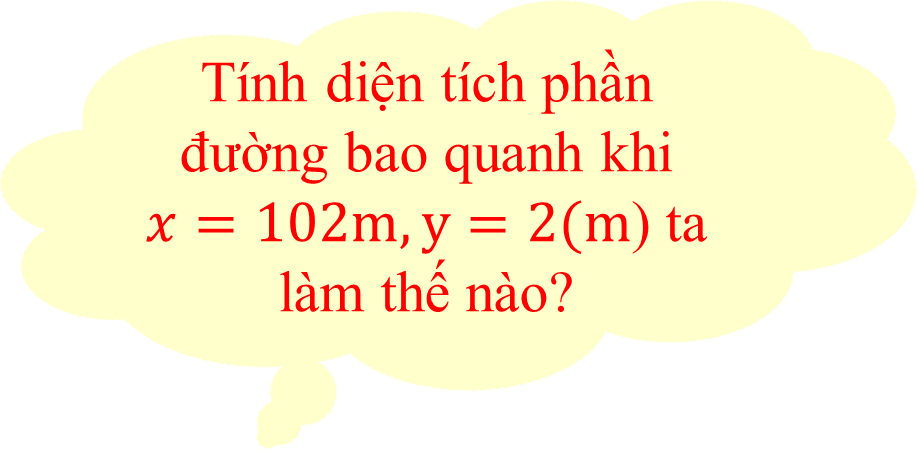 Tính diện tích phần
đường bao quanh khi
𝑥 = 102m, y = 2(m) ta
làm thế nào?